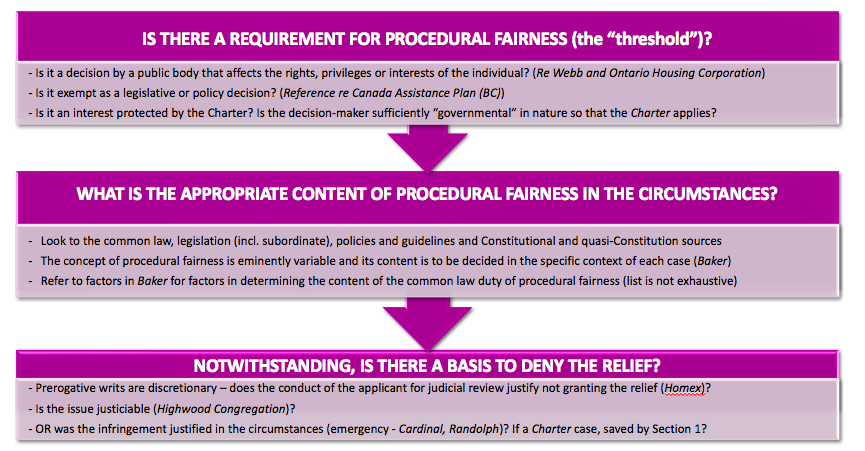 IS THERE A REQUIREMENT FOR PROCEDURAL FAIRNESS (the “threshold”)?
- Is it a decision by a public body that affects the rights, privileges or interests of the individual? (Re Webb and Ontario Housing Corporation)
- Is it exempt as a legislative or policy decision? (Reference re Canada Assistance Plan (BC))
- Is it an interest protected by the Charter? Is the decision-maker sufficiently “governmental” in nature so that the Charter applies?
WHAT IS THE APPROPRIATE CONTENT OF PROCEDURAL FAIRNESS IN THE CIRCUMSTANCES?
- Look to the common law, legislation (incl. subordinate), policies and guidelines and Constitutional and quasi-Constitution sources
- The concept of procedural fairness is eminently variable and its content is to be decided in the specific context of each case (Baker)
- Refer to factors in Baker for factors in determining the content of the common law duty of procedural fairness (list is not exhaustive)
NOTWITHSTANDING, IS THERE A BASIS TO DENY THE RELIEF?
- Prerogative writs are discretionary – does the conduct of the applicant for judicial review justify not granting the relief (Homex)?
- Is the issue justiciable (Highwood Congregation)?
- OR was the infringement justified in the circumstances (emergency - Cardinal, Randolph)? If a Charter case, saved by Section 1?